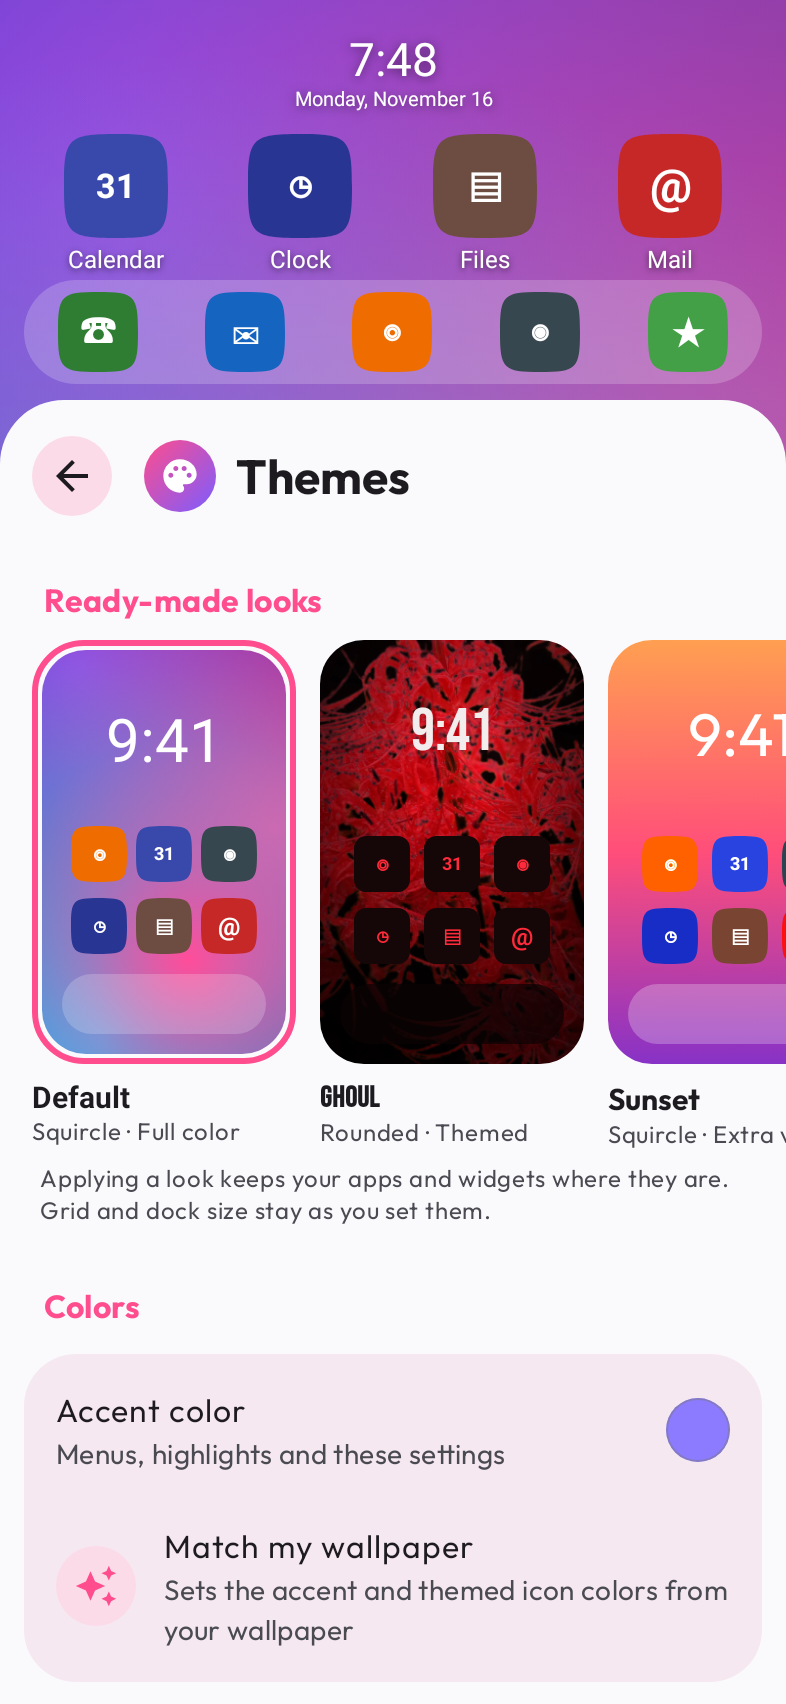 7:48
Monday, November 16
31
@
Calendar
Clock
Files
Mail
Themes
Ready-made looks
9:41
31
@
9:41
31
@
9:41
31
Default
Squircle · Full color
GHOUL
Rounded · Themed
Sunset
Squircle · Extra
Applying a look keeps your apps and widgets where they are.
Grid and dock size stay as you set them.
Colors
Accent color
Menus, highlights and these settings
Match my wallpaper
Sets the accent and themed icon colors from
your wallpaper